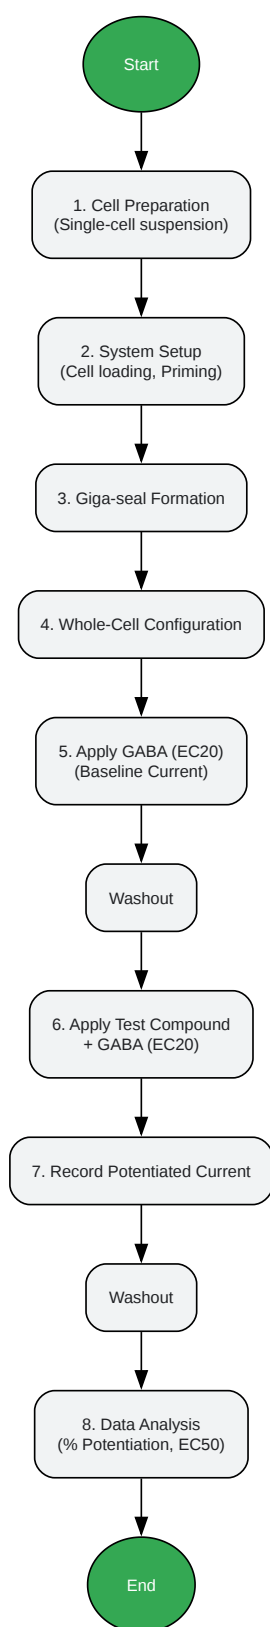 Start
1. Cell Preparation
(Single-cell suspension)
2. System Setup
(Cell loading, Priming)
3. Giga-seal Formation
4. Whole-Cell Configuration
5. Apply GABA (EC20)
(Baseline Current)
Washout
6. Apply Test Compound
+ GABA (EC20)
7. Record Potentiated Current
Washout
8. Data Analysis
(% Potentiation, EC50)
End